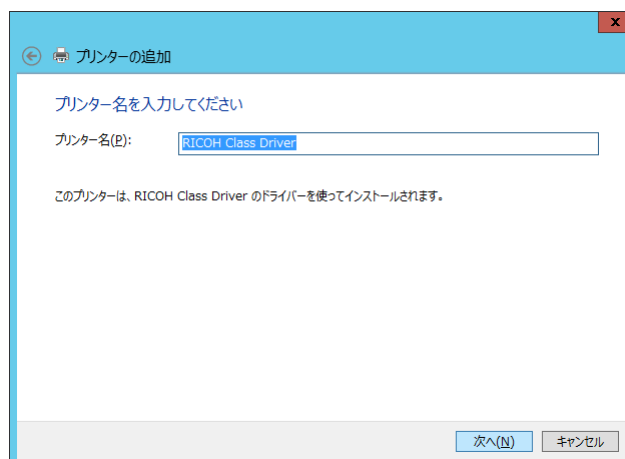 プリンターの追加
プリンター名を入力してください
プリンター名(P): RICOH Class Driver
このプリンターは、RICOH Class Driver のドライバーを使ってインストールされます。
次へ(N) キャンセル